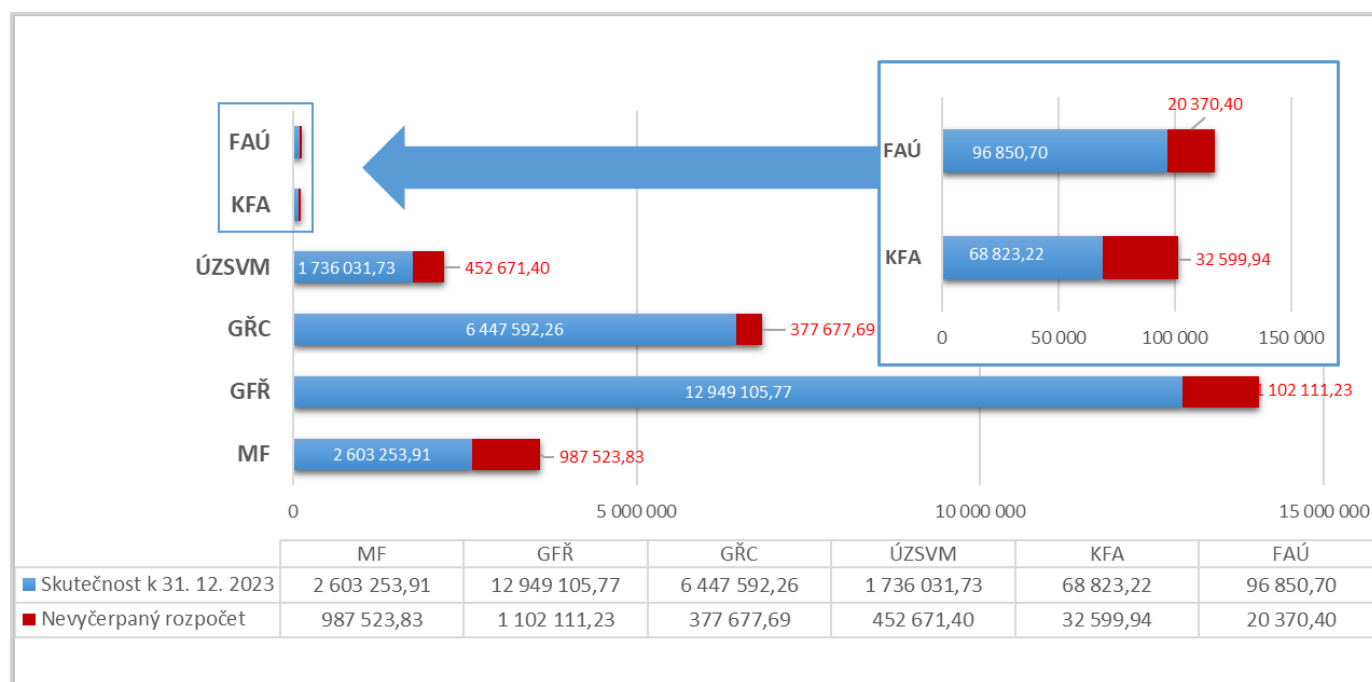 20 370,40
FAÚ
FAÚ
96 850,70
KFA
KFA
68 823,22
32 599,94
ÚZSVM
1 736 031,73
452 671,40
GŘC
6 447 592,26
377 677,69
0
50 000
100 000
150 000
GFŘ
12 949 105,77
1 102 111,23
MF
2 603 253,91
987 523,83
0
5 000 000
10 000 000
15 000 000
MF GFŘ GŘC ÚZSVM KFA FAÚ
Skutečnost k 31. 12. 2023 2 603 253,91 12 949 105,77 6 447 592,26 1 736 031,73 68 823,22 96 850,70
Nevyčerpaný rozpočet 987 523,83 1 102 111,23 377 677,69 452 671,40 32 599,94 20 370,40